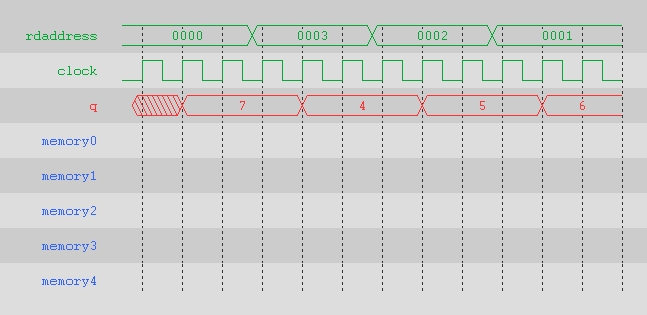 rdaddress 0000 0003 0002 0001
clock
q 7 4 5 6
memory0
memory1
memory2
memory3
memory4